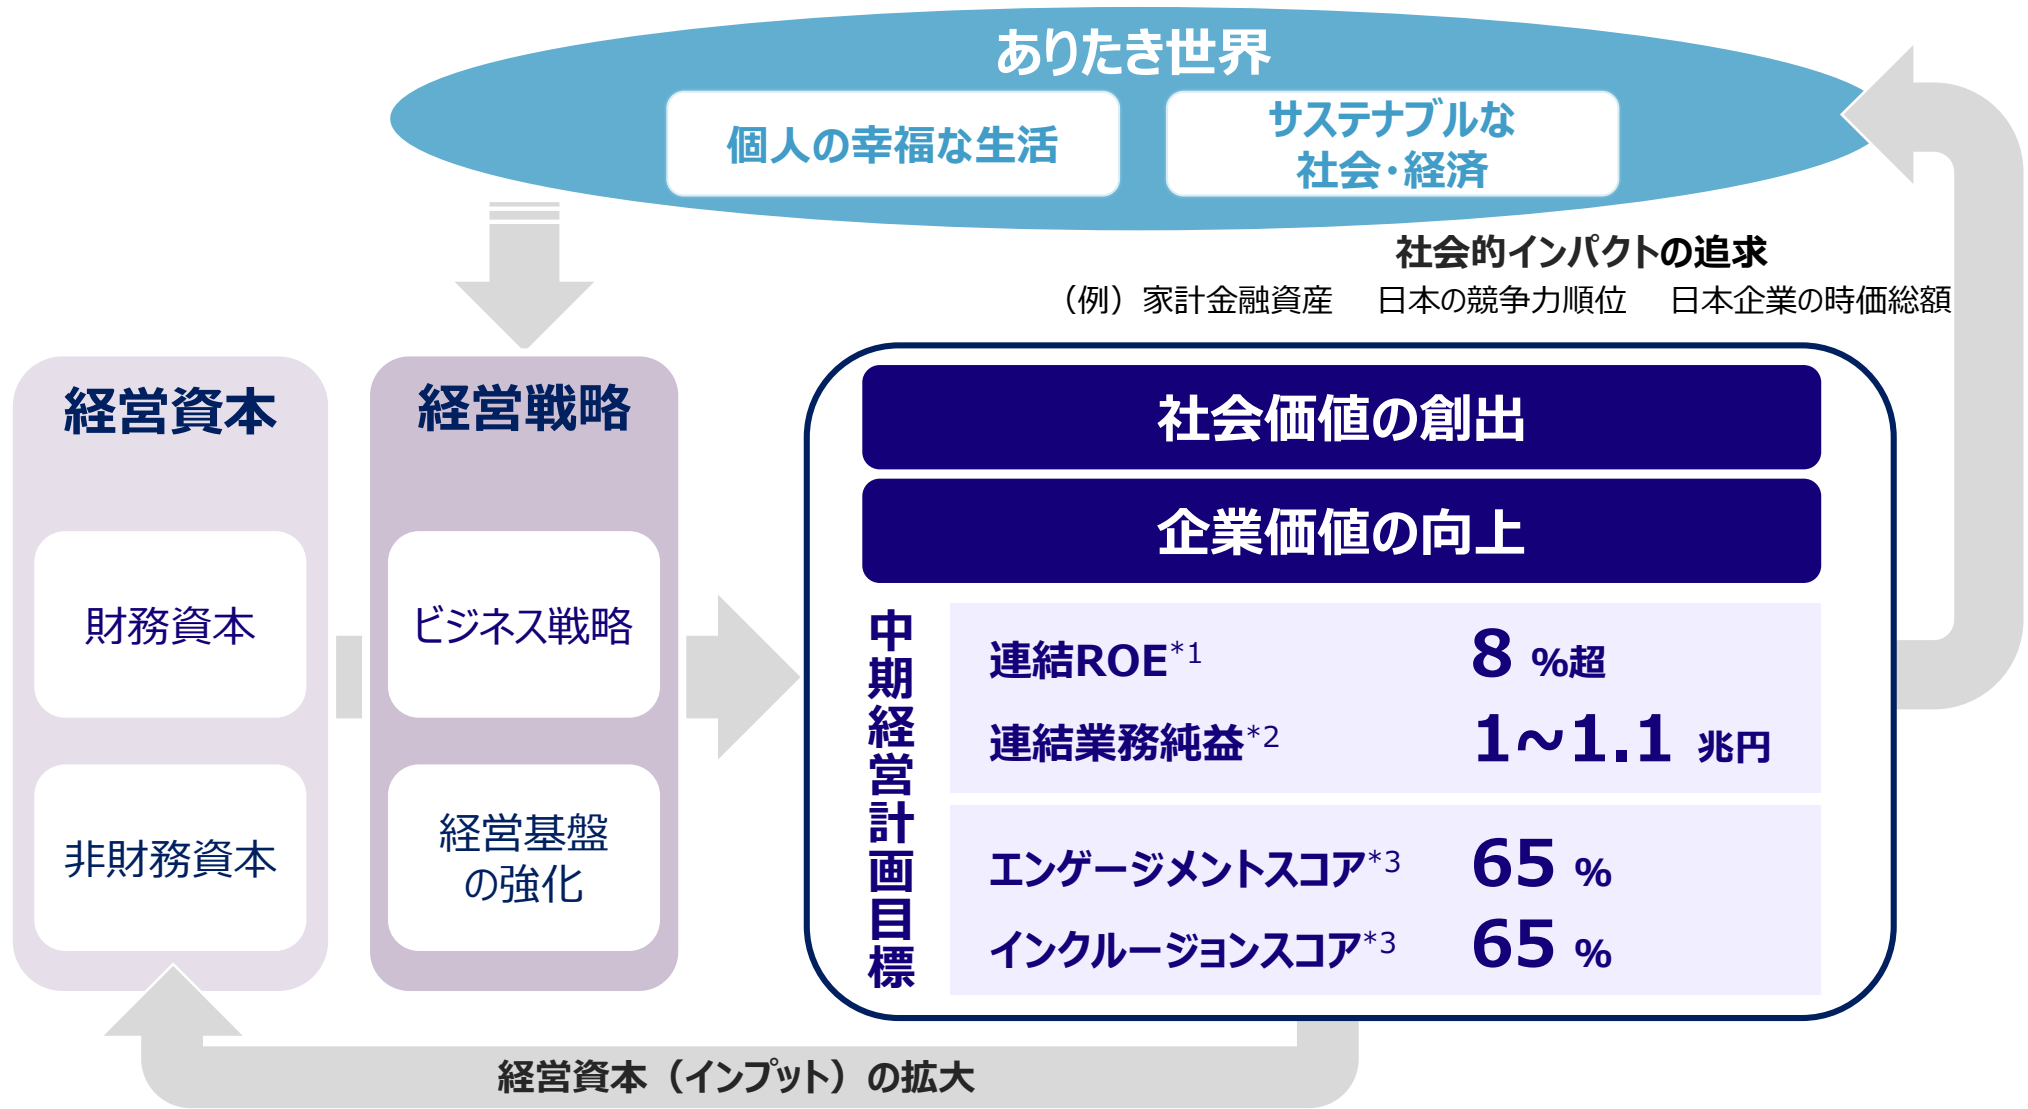 ありたき世界
個人の幸福な生活
サステナブルな
社会・経済
社会的インパクトの追求
（例）家計金融資産　日本の競争力順位　日本企業の時価総額
経営資本
財務資本
非財務資本
経営戦略
ビジネス戦略
経営基盤
の強化
社会価値の創出
企業価値の向上
中期経営計画目標
連結ROE*1 8 %超
連結業務純益*2 1~1.1 兆円
エンゲージメントスコア*3 65 %
インクルージョンスコア*3 65 %
経営資本（インプット）の拡大